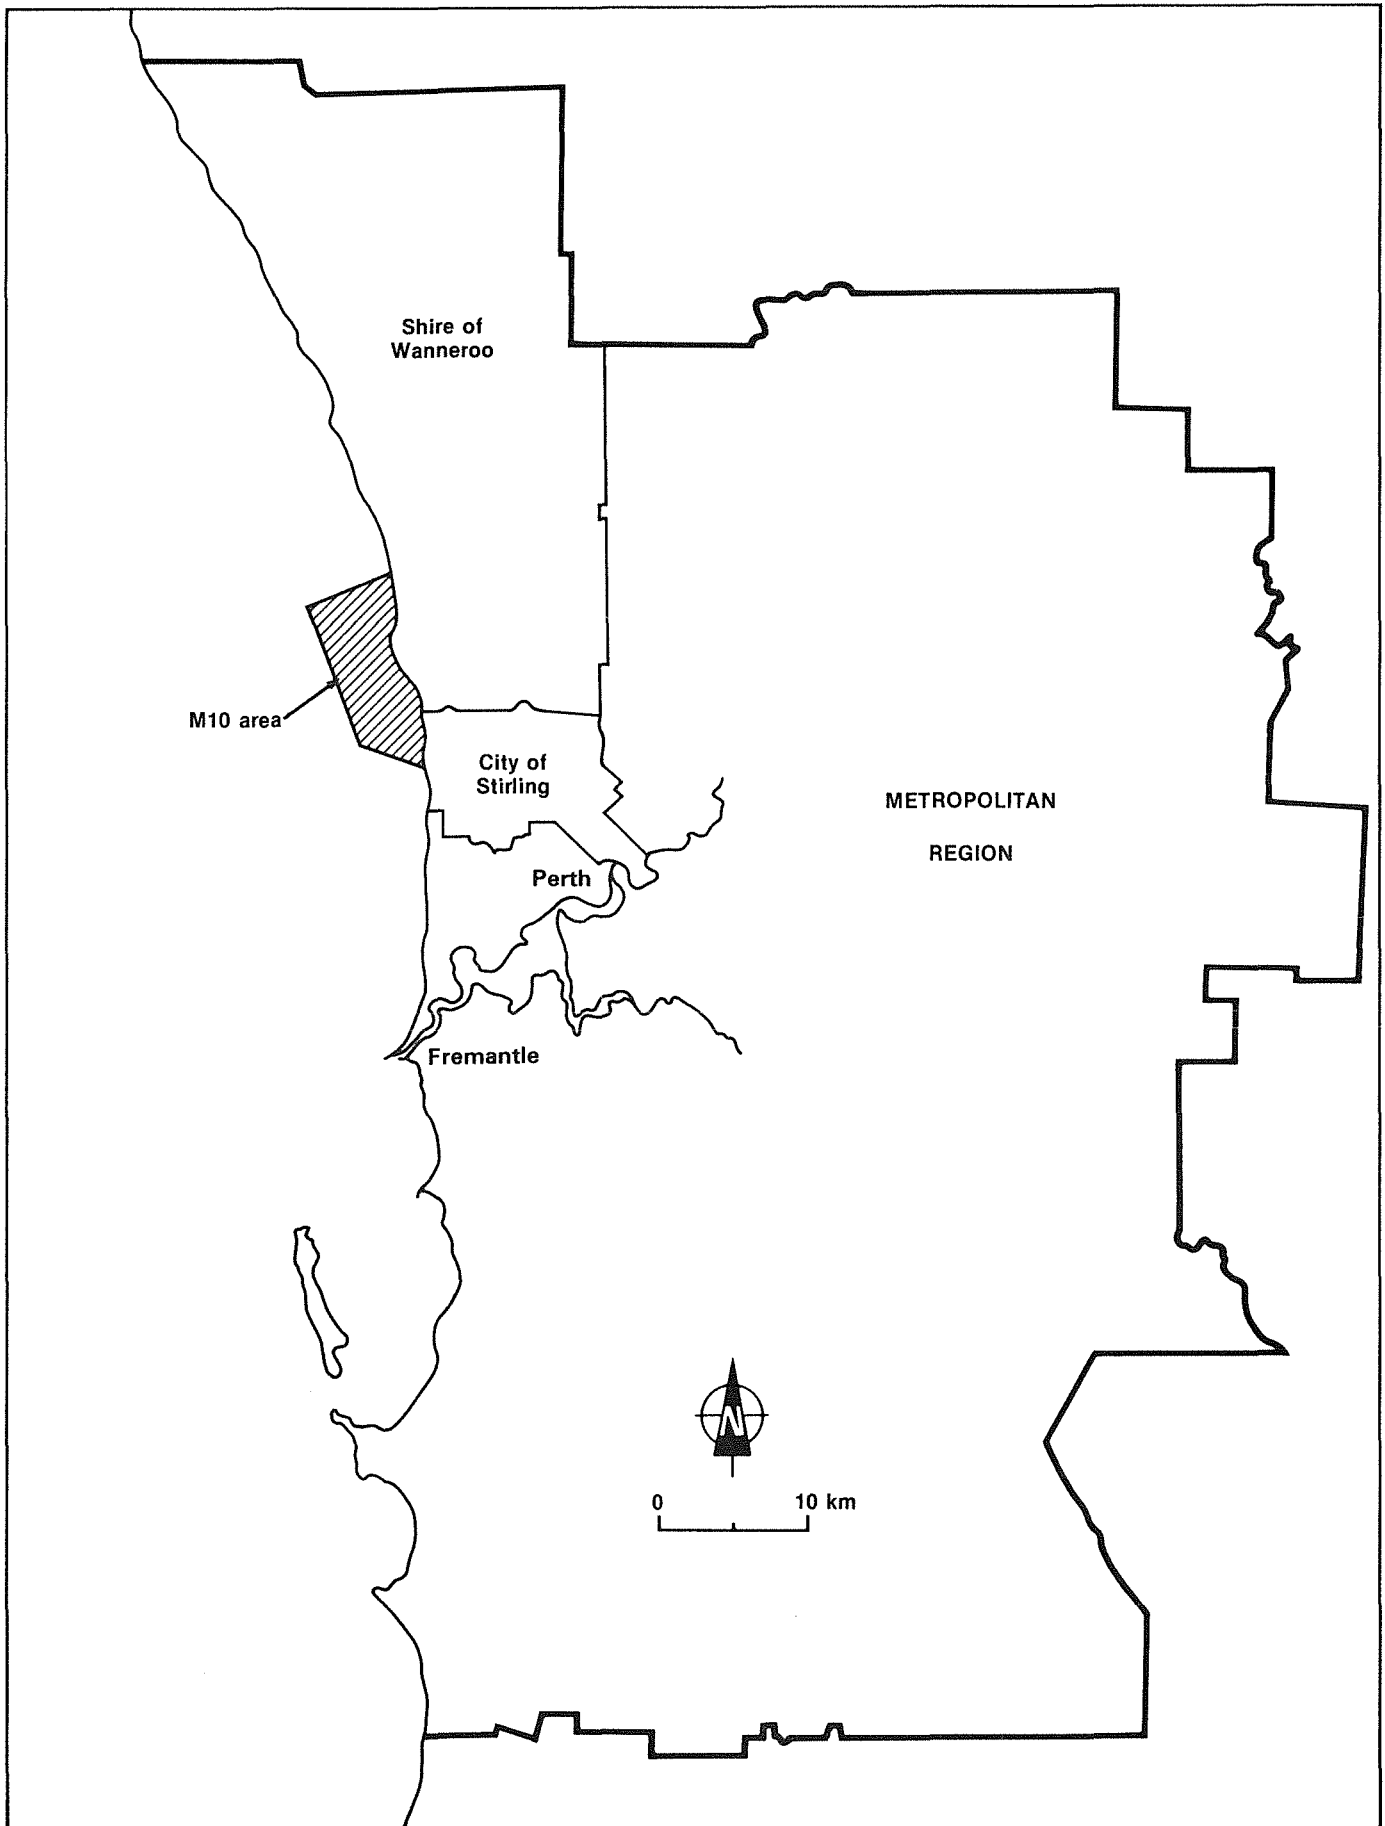 Shire of
Wanneroo
M10 area
City of
Stirling
METROPOLITAN
REGION
Perth
Fremantle
N
0 10 km